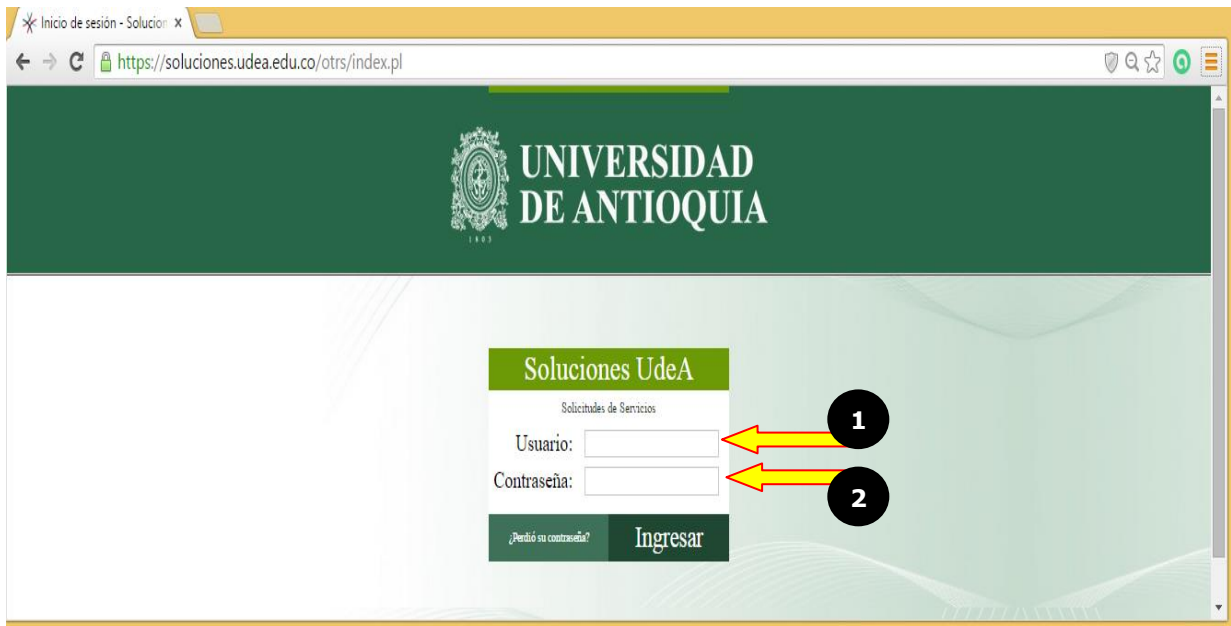 Inicio de sesión - Solucion
https://soluciones.udea.edu.co/otrs/index.pl
UNIVERSIDAD
DE ANTIOQUIA
1803
Soluciones UdeA
Solicitudes de Servicios
Usuario:
1
Contraseña:
2
¿Perdió su contraseña?
Ingresar